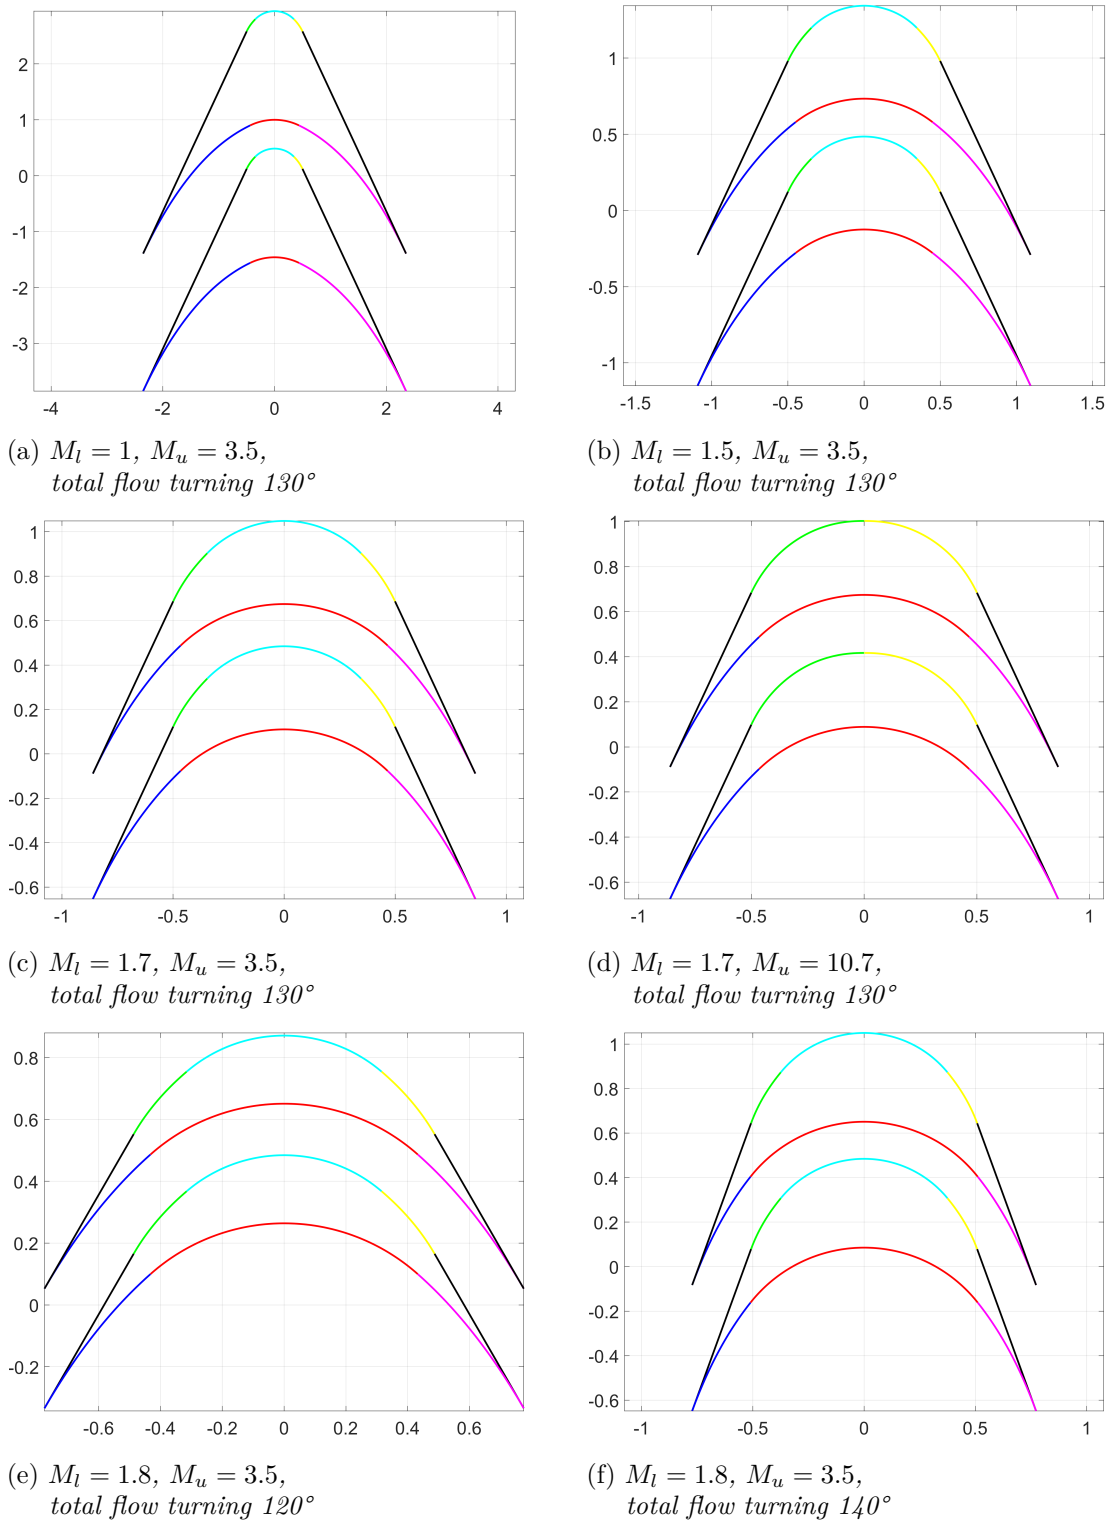 2
1
0
-1
-2
-3
-4 -2 0 2 4
(a) M_l = 1, M_u = 3.5,
total flow turning 130°
1
0.5
0
-0.5
-1
-1.5 -1 -0.5 0 0.5 1 1.5
(b) M_l = 1.5, M_u = 3.5,
total flow turning 130°
1
0.8
0.6
0.4
0.2
0
-0.2
-0.4
-0.6
-1 -0.5 0 0.5 1
(c) M_l = 1.7, M_u = 3.5,
total flow turning 130°
1
0.8
0.6
0.4
0.2
0
-0.2
-0.4
-0.6
-1 -0.5 0 0.5 1
(d) M_l = 1.7, M_u = 10.7,
total flow turning 130°
0.8
0.6
0.4
0.2
0
-0.2
-0.6 -0.4 -0.2 0 0.2 0.4 0.6
(e) M_l = 1.8, M_u = 3.5,
total flow turning 120°
1
0.8
0.6
0.4
0.2
0
-0.2
-0.4
-0.6
-1 -0.5 0 0.5 1
(f) M_l = 1.8, M_u = 3.5,
total flow turning 140°